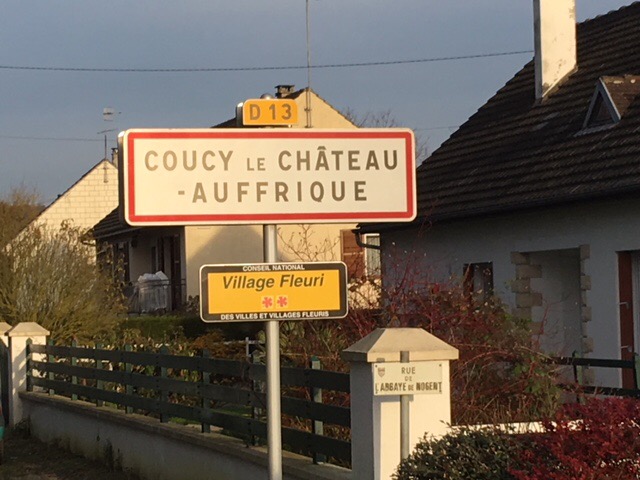 D 13
COUCY LE CHÂTEAU
-AUFFRIQUE
CONSEIL NATIONAL
Village Fleuri
DES VILLES ET VILLAGES FLEURIS
RUE
DE
L'ABBAYE DE NOGENT